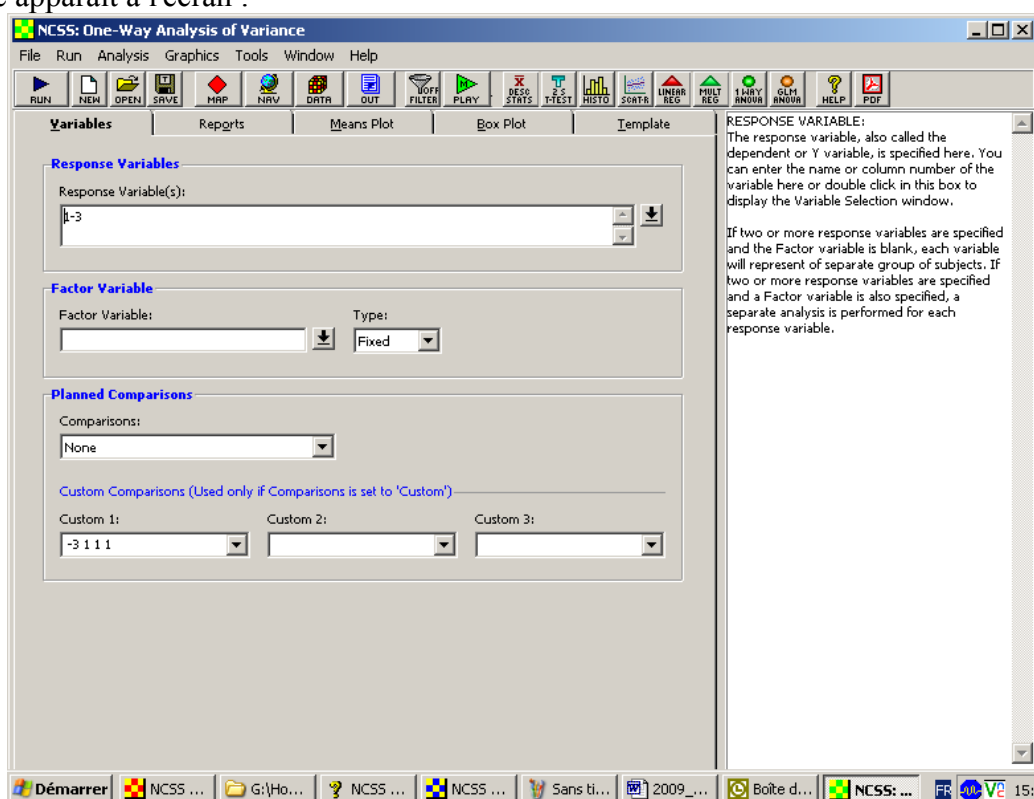 apparaît à l'écran :
NCSS: One-Way Analysis of Variance
File Run Analysis Graphics Tools Window Help
RUN NEW OPEN SAVE MAP NAV DATA OUT FILTER PLAY DESC STATS 2 S T-TEST HISTO SCAT-R LINEAR REG MULT REG 1 WAY ANOVA GLM ANOVA HELP PDF
Variables Reports Means Plot Box Plot Template
Response Variables
Response Variable(s):
1-3
Factor Variable
Factor Variable: Type:
Fixed
Planned Comparisons
Comparisons:
None
Custom Comparisons (Used only if Comparisons is set to 'Custom')
Custom 1: Custom 2: Custom 3:
-3 1 1 1
RESPONSE VARIABLE:
The response variable, also called the
dependent or Y variable, is specified here. You
can enter the name or column number of the
variable here or double click in this box to
display the Variable Selection window.
If two or more response variables are specified
and the Factor variable is blank, each variable
will represent of separate group of subjects. If
two or more response variables are specified
and a Factor variable is also specified, a
separate analysis is performed for each
response variable.
Démarrer NCSS ... G:\Ho... NCSS ... NCSS ... Sans ti... 2009_... Boîte d... NCSS: ... FR